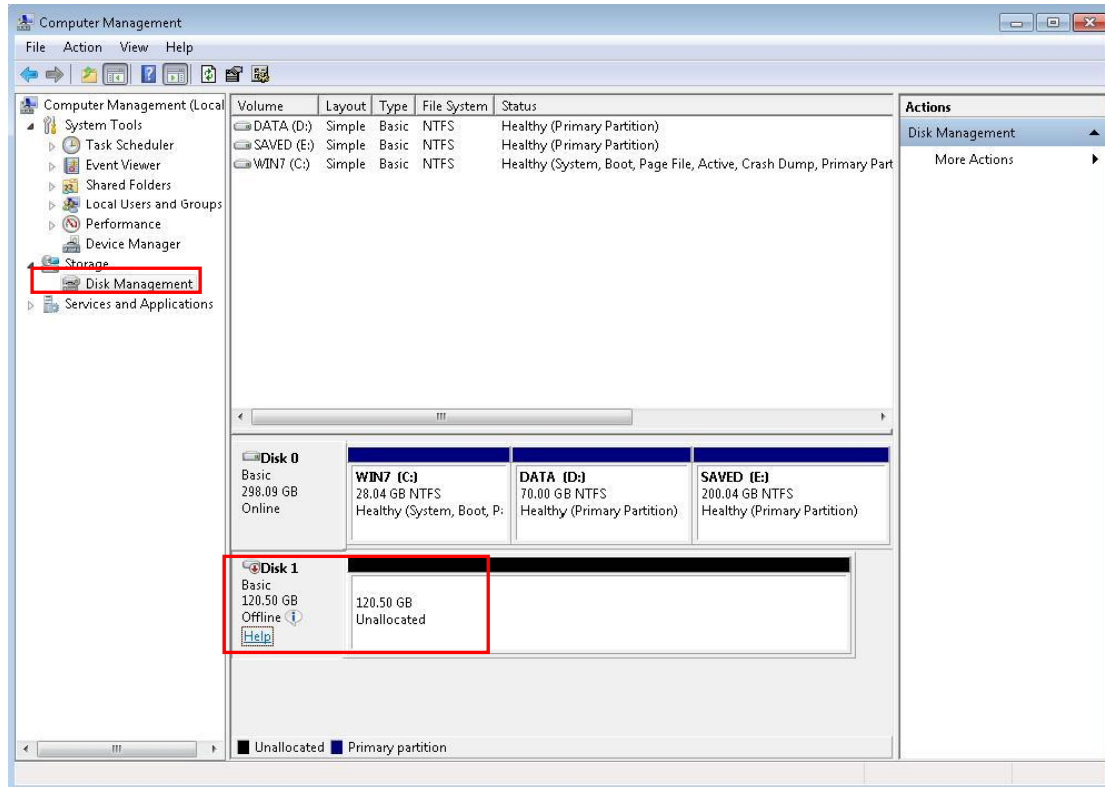 Computer Management
File Action View Help
Computer Management (Local
System Tools
Task Scheduler
Event Viewer
Shared Folders
Local Users and Groups
Performance
Device Manager
Storage
Disk Management
Services and Applications
Volume Layout Type File System Status
DATA (D:) Simple Basic NTFS Healthy (Primary Partition)
SAVED (E:) Simple Basic NTFS Healthy (Primary Partition)
WIN7 (C:) Simple Basic NTFS Healthy (System, Boot, Page File, Active, Crash Dump, Primary Part
Disk 0
Basic
298.09 GB
Online
WIN7 (C:)
28.04 GB NTFS
Healthy (System, Boot, P
DATA (D:)
70.00 GB NTFS
Healthy (Primary Partition)
SAVED (E:)
200.04 GB NTFS
Healthy (Primary Partition)
Disk 1
Basic
120.50 GB
Offline
Help
120.50 GB
Unallocated
Unallocated Primary partition
Actions
Disk Management
More Actions